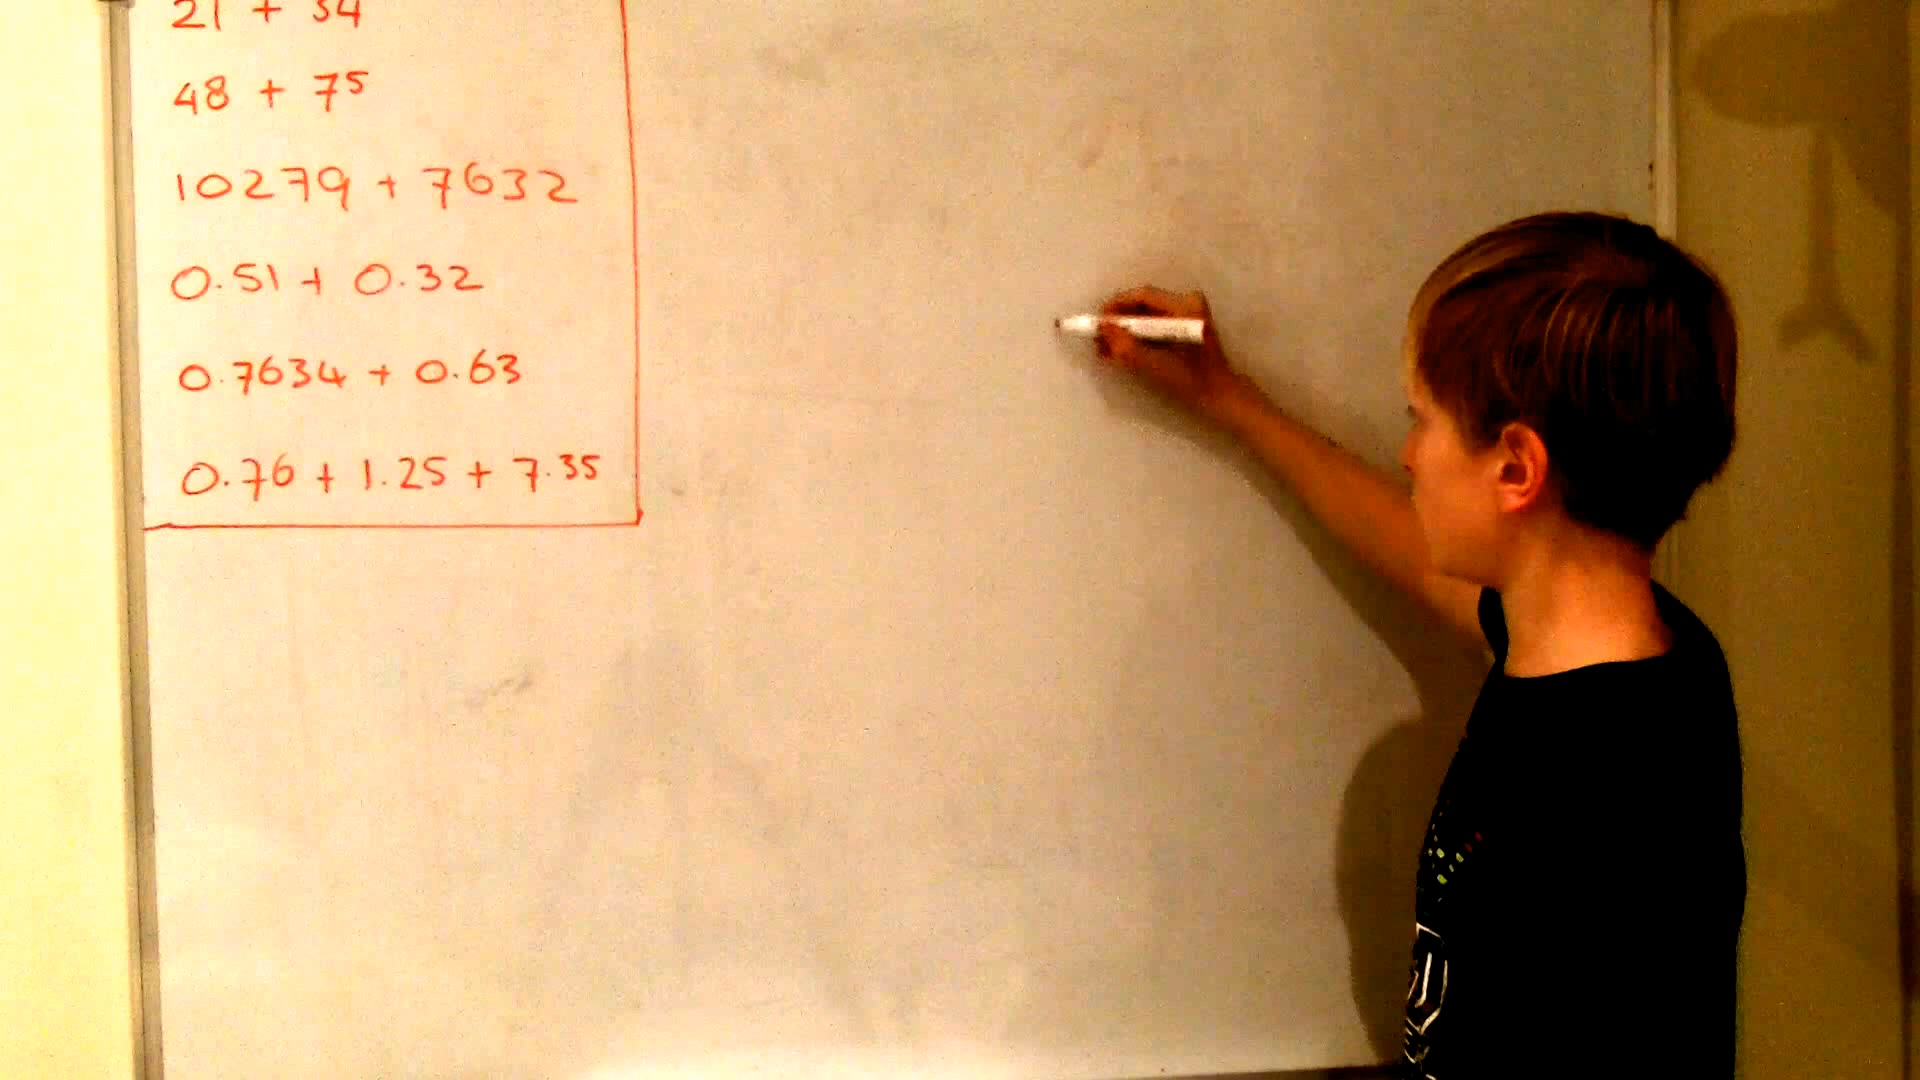 21 + 34
48 + 75
10279 + 7632
0.51 + 0.32
0.7634 + 0.63
0.76 + 1.25 + 7.35